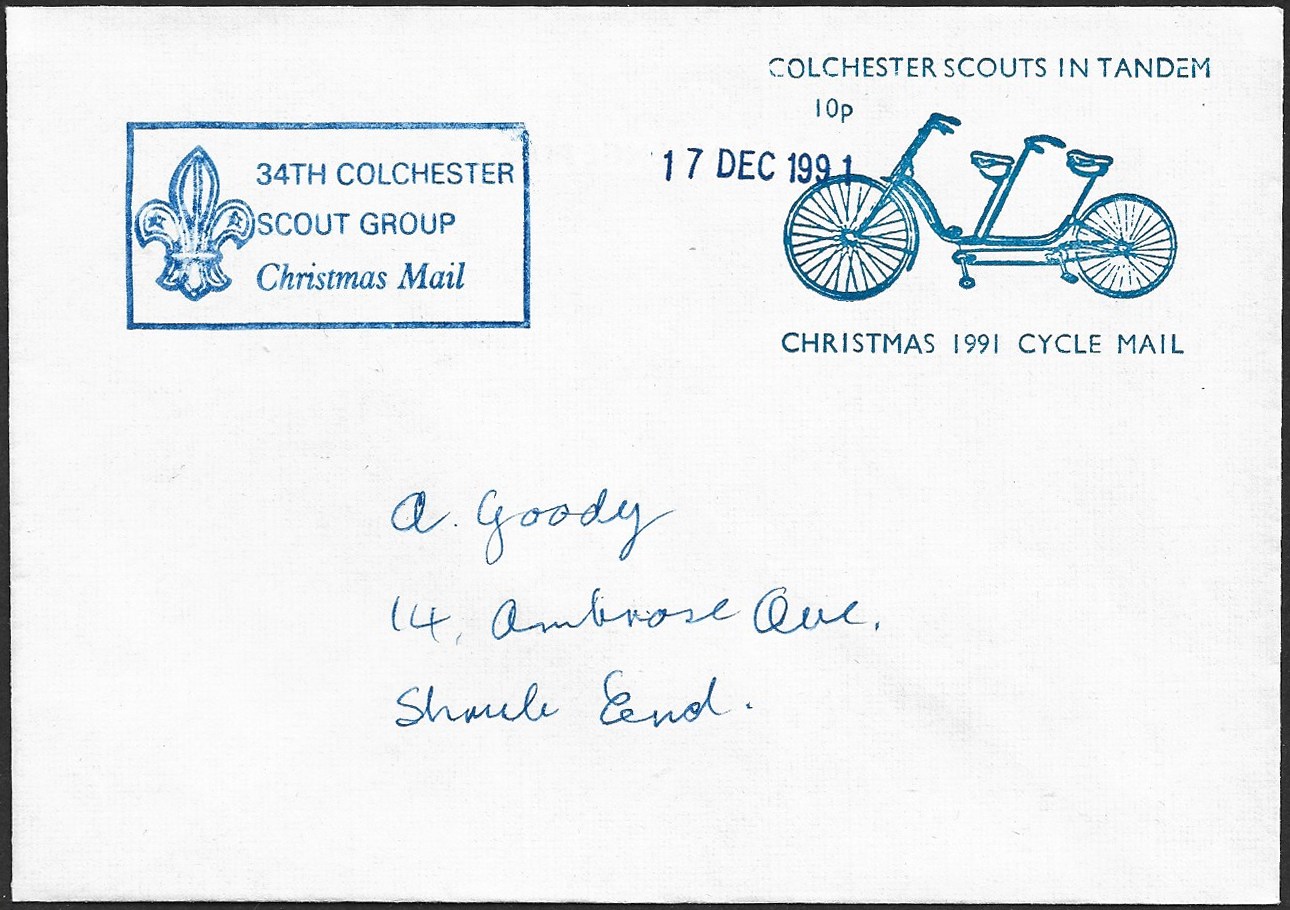 COLCHESTER SCOUTS IN TANDEM
10p
17 DEC 1991
34TH COLCHESTER
SCOUT GROUP
Christmas Mail
CHRISTMAS 1991 CYCLE MAIL
A. Goody
14, Ambrose Ave.
End.